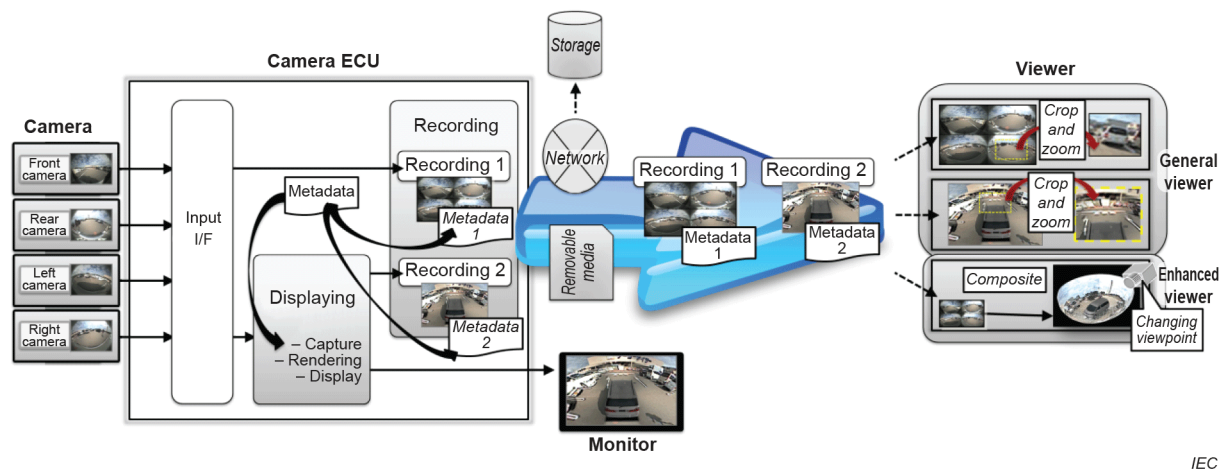 Camera
Front
camera
Rear
camera
Left
camera
Right
camera
Camera ECU
Input
I/F
Metadata
Recording
Recording 1
Metadata
1
Recording 2
Metadata
2
Displaying
– Capture
– Rendering
– Display
Storage
Network
Removable
media
Recording 1
Metadata
1
Recording 2
Metadata
2
Monitor
Viewer
Crop
and
zoom
Crop
and
zoom
General
viewer
Composite
Enhanced
viewer
Changing
viewpoint
IEC